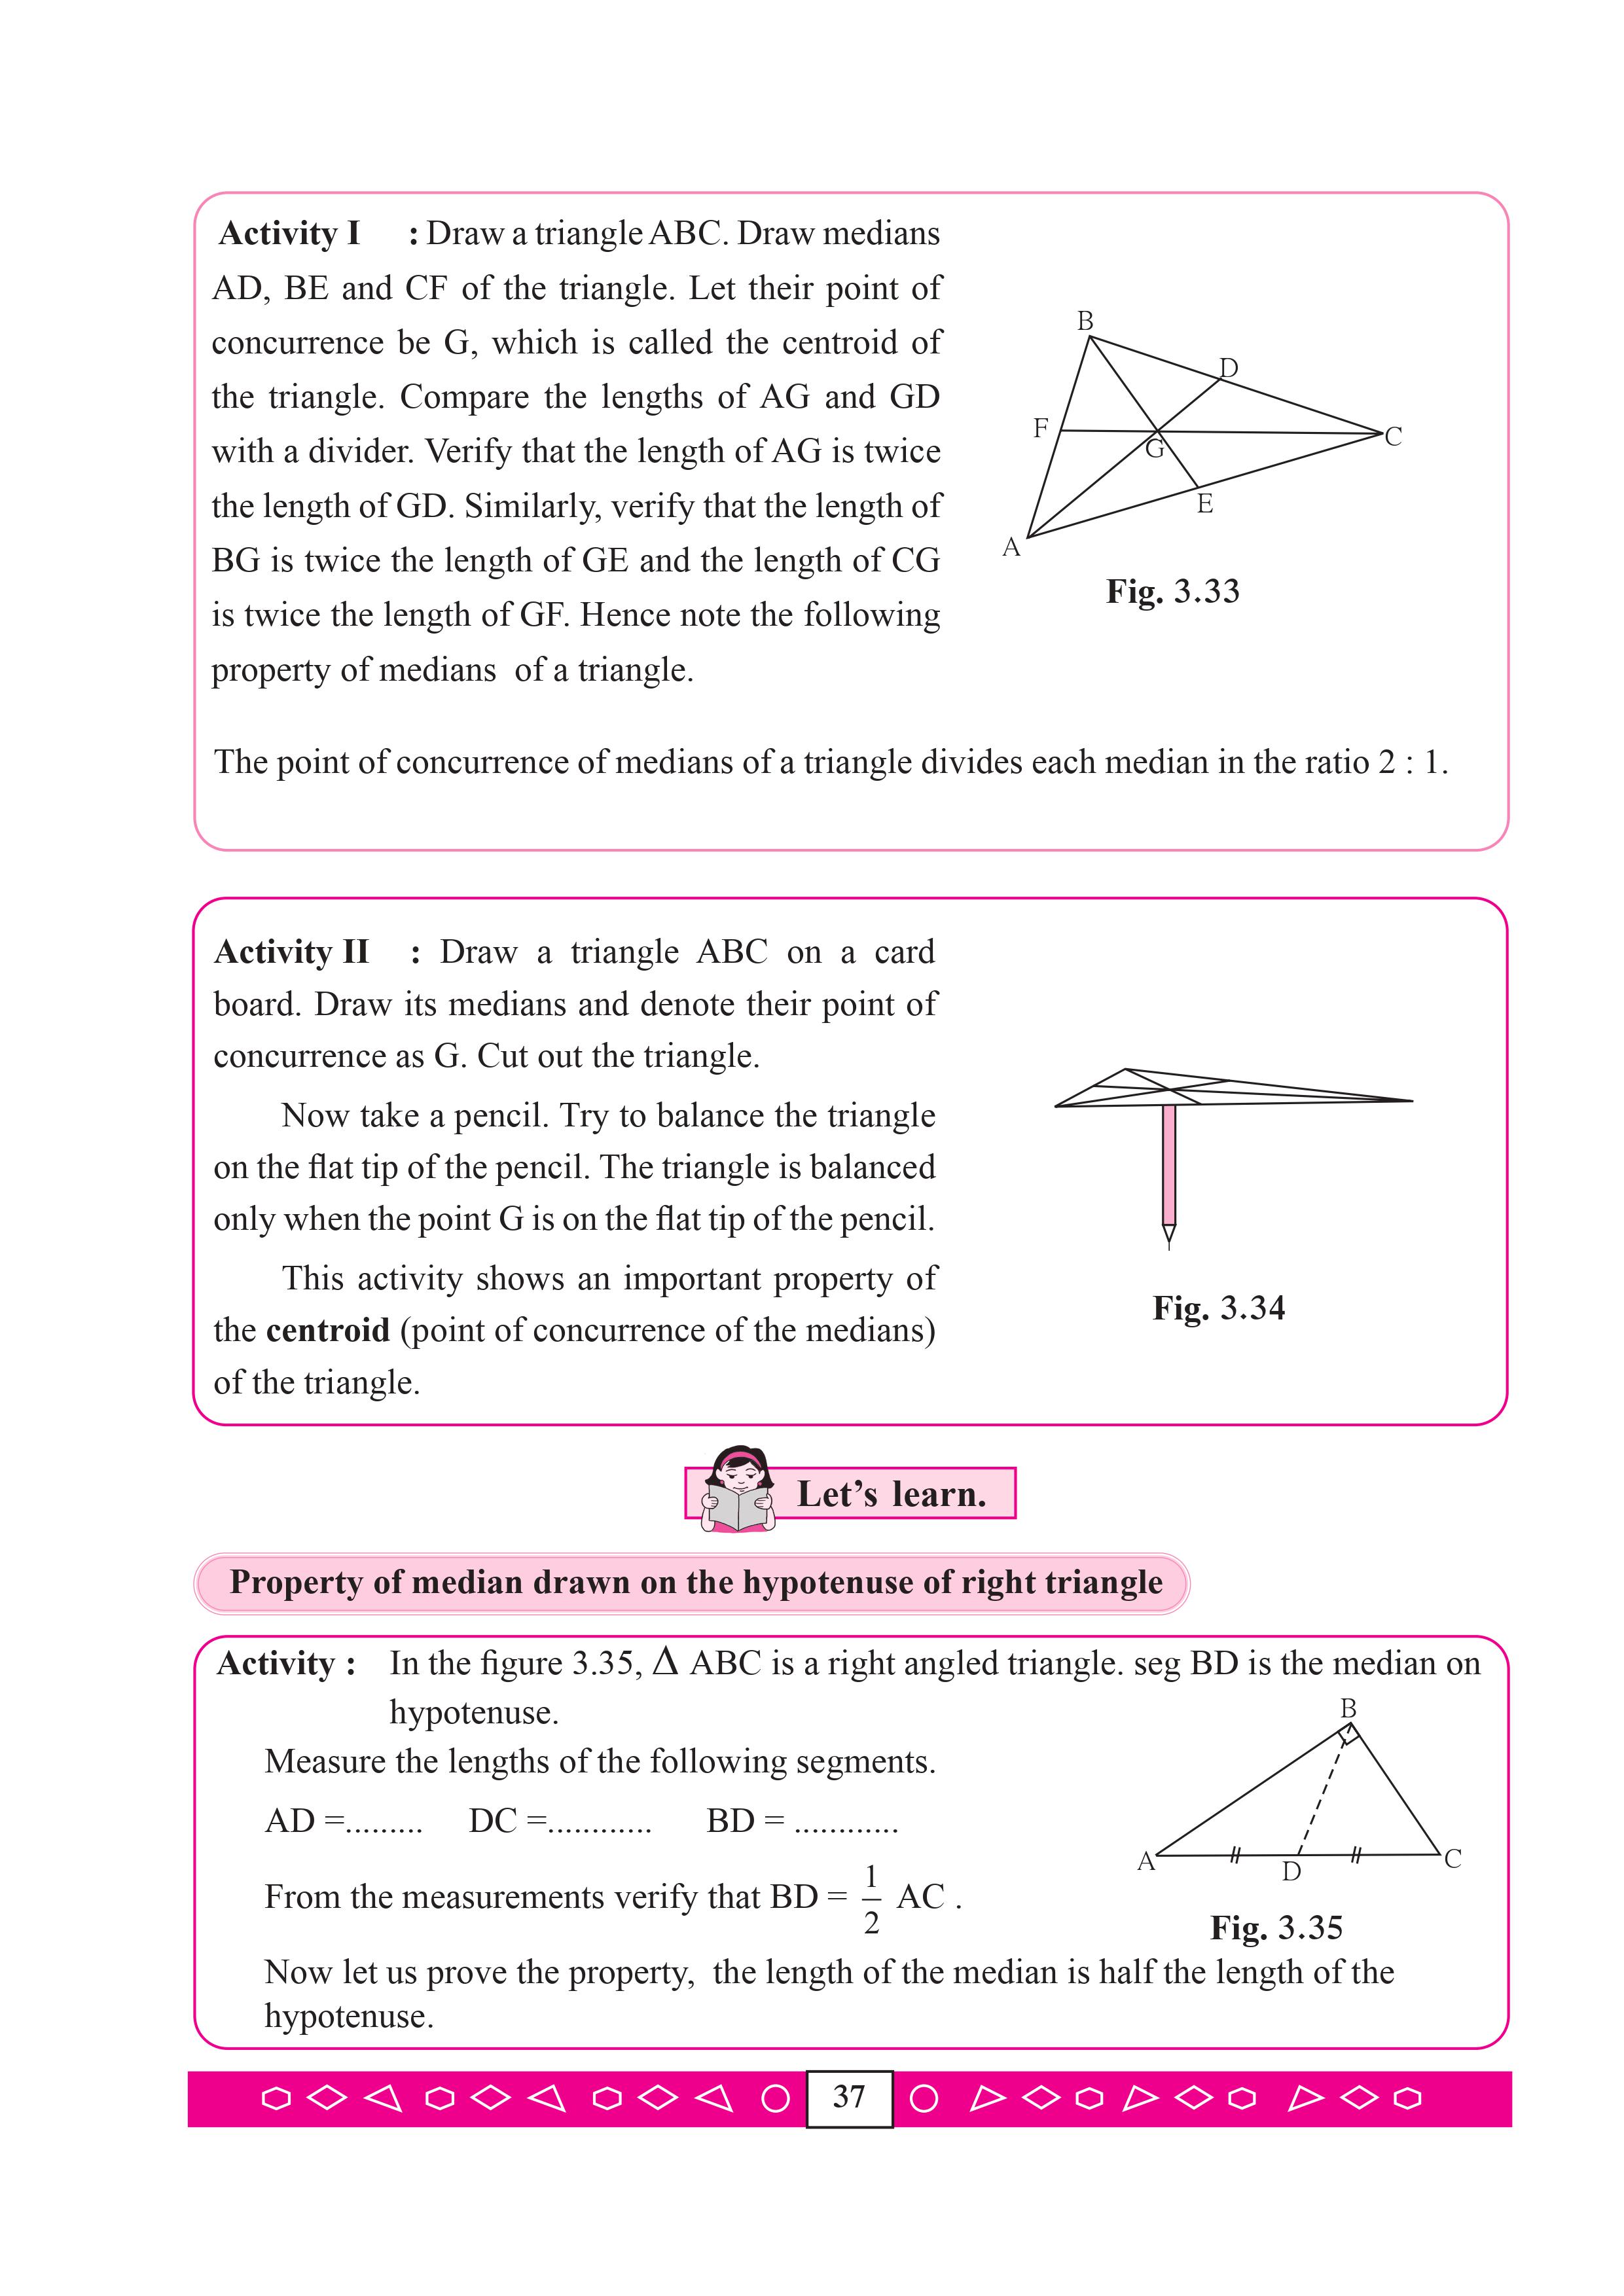 Activity I : Draw a triangle ABC. Draw medians
AD, BE and CF of the triangle. Let their point of
concurrence be G, which is called the centroid of
the triangle. Compare the lengths of AG and GD
with a divider. Verify that the length of AG is twice
the length of GD. Similarly, verify that the length of
BG is twice the length of GE and the length of CG
is twice the length of GF. Hence note the following
property of medians of a triangle.
B
D
F
G
C
E
A
Fig. 3.33
The point of concurrence of medians of a triangle divides each median in the ratio 2 : 1.
Activity II : Draw a triangle ABC on a card
board. Draw its medians and denote their point of
concurrence as G. Cut out the triangle.
Now take a pencil. Try to balance the triangle
on the flat tip of the pencil. The triangle is balanced
only when the point G is on the flat tip of the pencil.
This activity shows an important property of
the centroid (point of concurrence of the medians)
of the triangle.
Fig. 3.34
Let's learn.
Property of median drawn on the hypotenuse of right triangle
Activity : In the figure 3.35, Δ ABC is a right angled triangle. seg BD is the median on
hypotenuse.
Measure the lengths of the following segments.
AD =......... DC =............ BD = ............
From the measurements verify that BD = 1/2 AC .
B
A
D
C
Fig. 3.35
Now let us prove the property, the length of the median is half the length of the
hypotenuse.
37